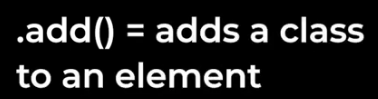 .add() = adds a class
to an element